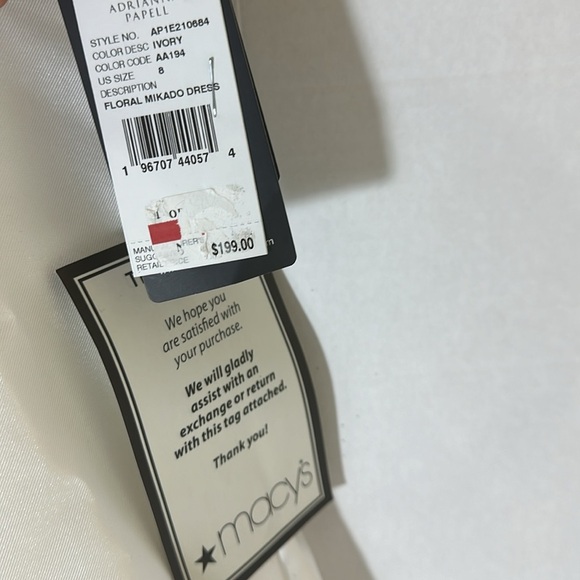 ADRIANNA
PAPELL
STYLE NO. AP1E210684
COLOR DESC IVORY
COLOR CODE AA194
US SIZE 8
DESCRIPTION
FLORAL MIKADO DRESS
1 96707 44057 4
$199.00
We hope you
are satisfied with
your purchase.
We will gladly
assist with an
exchange or return
with this tag attached.
Thank you!
macy's